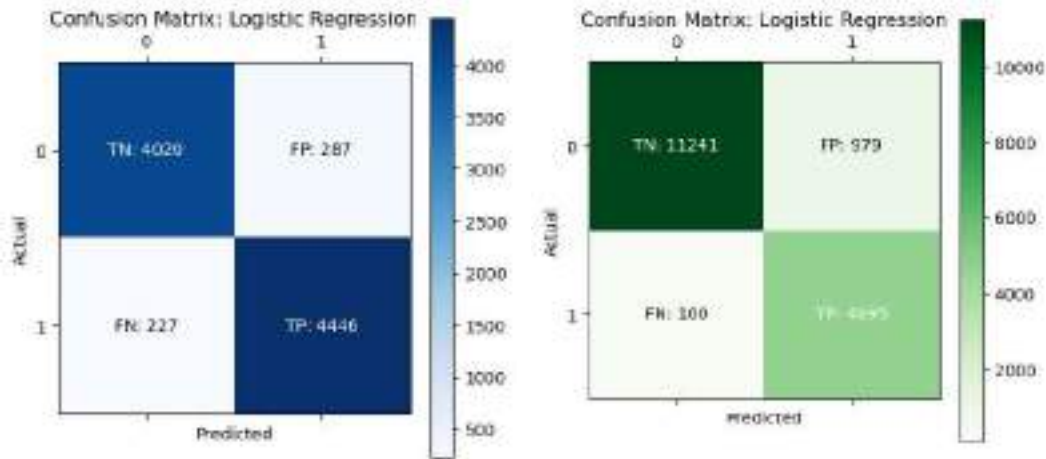 Confusion Matrix: Logistic Regression
0 1
0
1
Actual
TN: 4020 FP: 287
FN: 227 TP: 4446
Predicted
4000
3500
3000
2500
2000
1500
1000
500
Confusion Matrix: Logistic Regression
0 1
0
1
Actual
TN: 11241 FP: 979
FN: 100 TP:
Predicted
10000
8000
6000
4000
2000